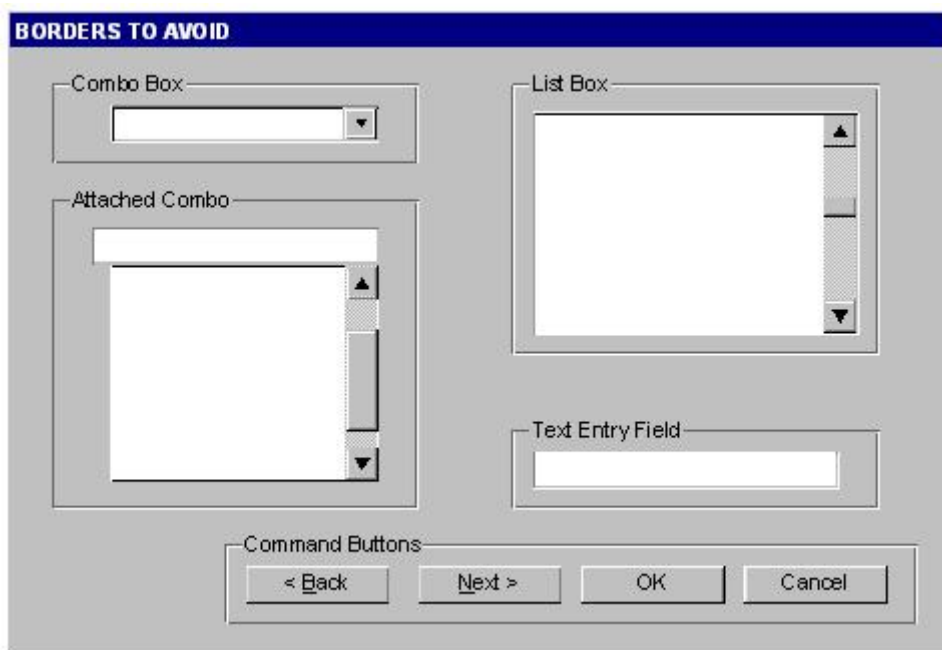 BORDERS TO AVOID
Combo Box
List Box
Attached Combo
Text Entry Field
Command Buttons
< Back Next > OK Cancel